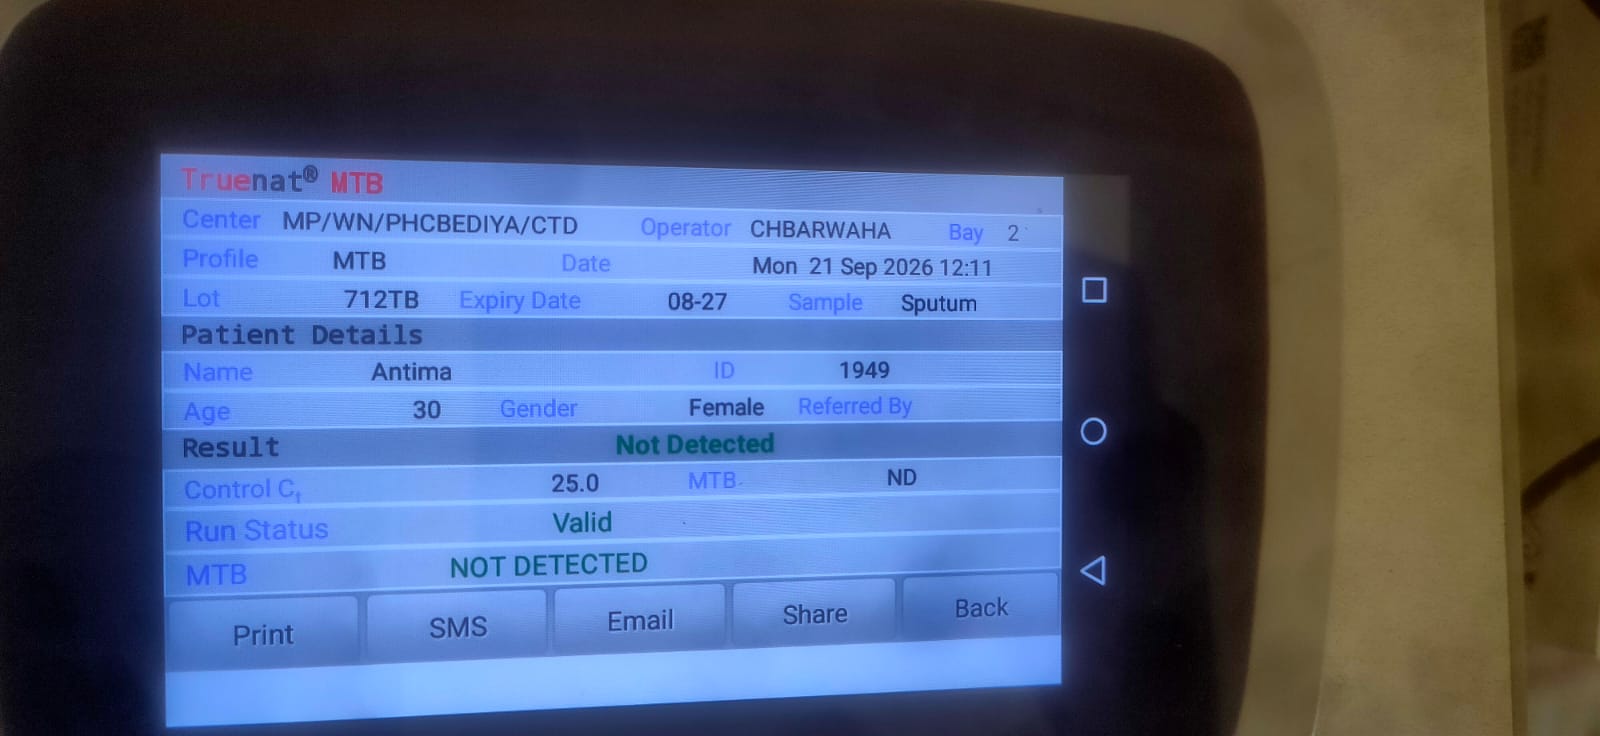 Truenat® MTB
Center MP/WN/PHCBEDIYA/CTD Operator CHBARWAHA Bay 2
Profile MTB Date Mon 21 Sep 2026 12:11
Lot 712TB Expiry Date 08-27 Sample Sputum
Patient Details
Name Antima ID 1949
Age 30 Gender Female Referred By
Result Not Detected
Control Ct 25.0 MTB ND
Run Status Valid
MTB NOT DETECTED
Print SMS Email Share Back